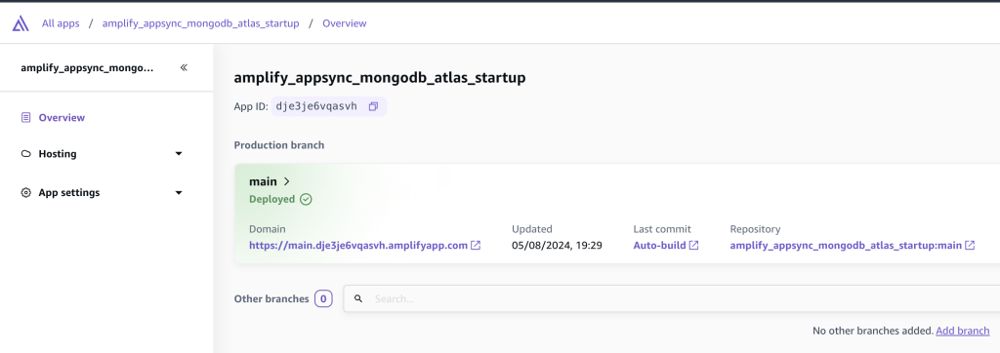 All apps / amplify_appsync_mongodb_atlas_startup / Overview
amplify_appsync_mongo... «
Overview
Hosting
App settings
amplify_appsync_mongodb_atlas_startup
App ID: dje3je6vqasvh
Production branch
main >
Deployed
Domain Updated Last commit Repository
https://main.dje3je6vqasvh.amplifyapp.com 05/08/2024, 19:29 Auto-build amplify_appsync_mongodb_atlas_startup:main
Other branches 0 Search...
No other branches added. Add branch